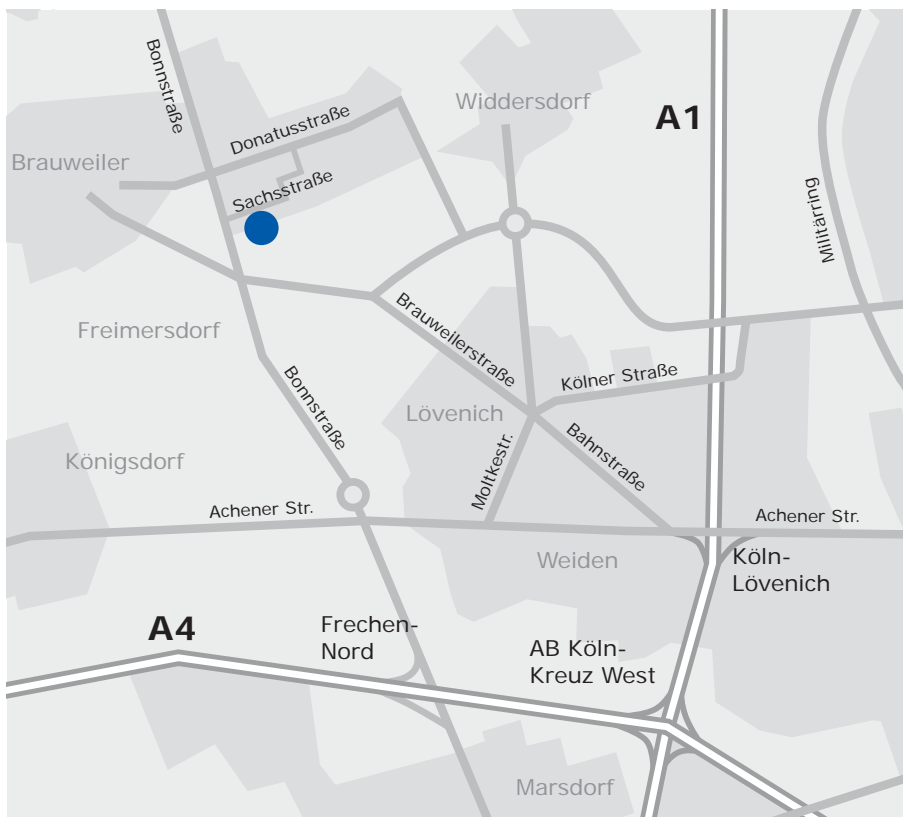 Bonnstraße
Widdersdorf
A1
Donatusstraße
Brauweiler
Sachsstraße
Militärring
Freimersdorf
Brauweilerstraße
Bonnstraße
Kölner Straße
Lövenich
Bahnstraße
Königsdorf
Moltkestr.
Achener Str.
Achener Str.
Weiden
Köln-
Lövenich
A4
Frechen-
Nord
AB Köln-
Kreuz West
Marsdorf